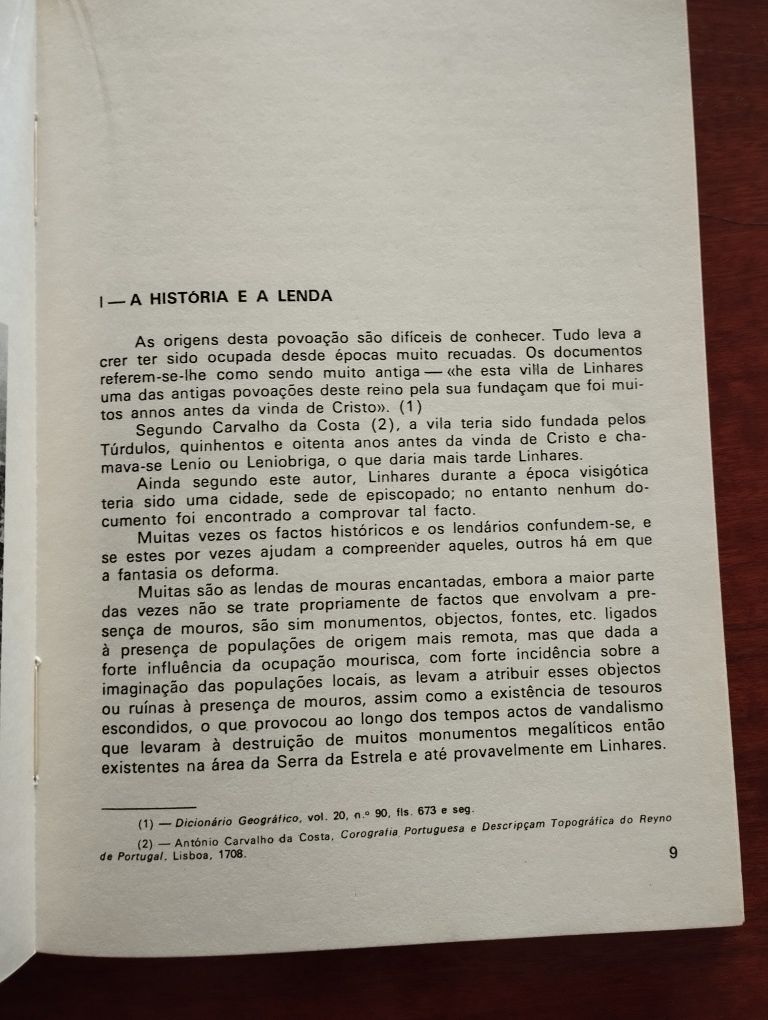 I — A HISTÓRIA E A LENDA
As origens desta povoação são difíceis de conhecer. Tudo leva a
crer ter sido ocupada desde épocas muito recuadas. Os documentos
referem-se-lhe como sendo muito antiga — «he esta villa de Linhares
uma das antigas povoações deste reino pela sua fundaçam que foi mui-
tos annos antes da vinda de Cristo». (1)
Segundo Carvalho da Costa (2), a vila teria sido fundada pelos
Túrdulos, quinhentos e oitenta anos antes da vinda de Cristo e cha-
mava-se Lenio ou Leniobriga, o que daria mais tarde Linhares.
Ainda segundo este autor, Linhares durante a época visigótica
teria sido uma cidade, sede de episcopado; no entanto nenhum do-
cumento foi encontrado a comprovar tal facto.
Muitas vezes os factos históricos e os lendários confundem-se, e
se estes por vezes ajudam a compreender aqueles, outros há em que
a fantasia os deforma.
Muitas são as lendas de mouras encantadas, embora a maior parte
das vezes não se trate propriamente de factos que envolvam a pre-
sença de mouros, são sim monumentos, objectos, fontes, etc. ligados
à presença de populações de origem mais remota, mas que dada a
forte influência da ocupação mourisca, com forte incidência sobre a
imaginação das populações locais, as levam a atribuir esses objectos
ou ruínas à presença de mouros, assim como a existência de tesouros
escondidos, o que provocou ao longo dos tempos actos de vandalismo
que levaram à destruição de muitos monumentos megalíticos então
existentes na área da Serra da Estrela e até provavelmente em Linhares.
(1) — Dicionário Geográfico, vol. 20, n.º 90, fls. 673 e seg.
(2) — António Carvalho da Costa, Corografia Portuguesa e Descripçam Topográfica do Reyno
de Portugal, Lisboa, 1708.
9